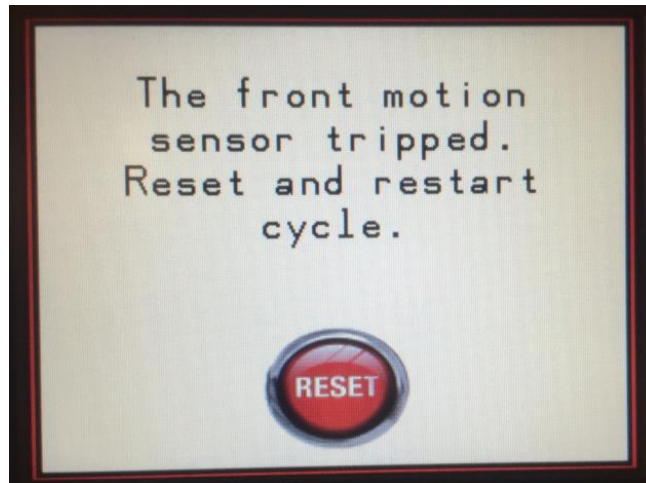 The front motion
sensor tripped.
Reset and restart
cycle.
RESET